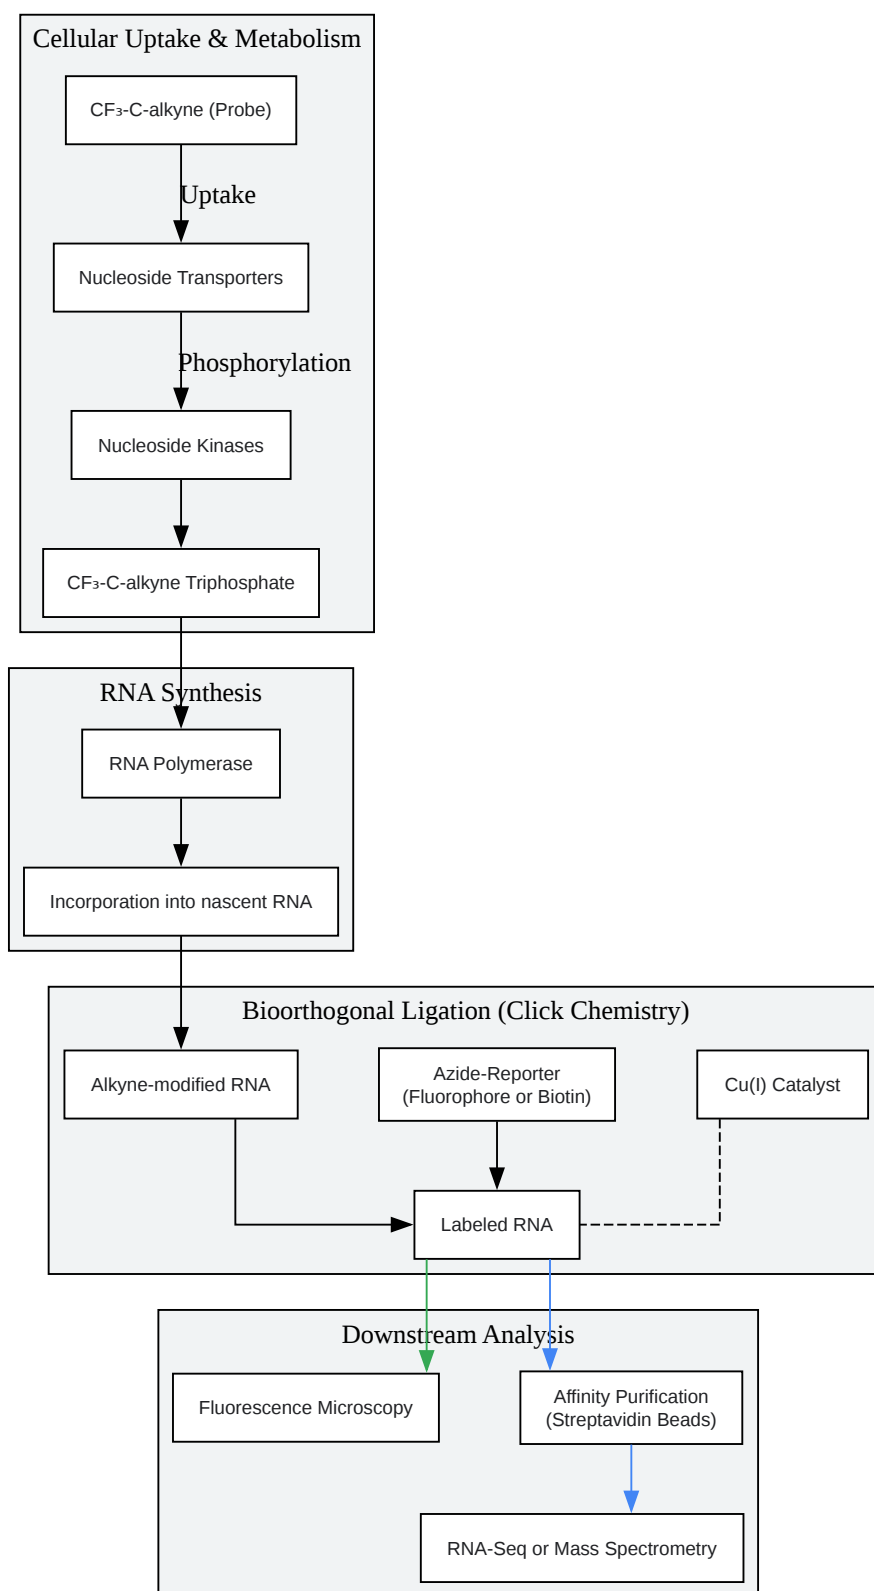 Cellular Uptake & Metabolism
CF₃-C-alkyne (Probe)
Uptake
Nucleoside Transporters
Phosphorylation
Nucleoside Kinases
CF₃-C-alkyne Triphosphate
RNA Synthesis
RNA Polymerase
Incorporation into nascent RNA
Bioorthogonal Ligation (Click Chemistry)
Alkyne-modified RNA
Azide-Reporter
(Fluorophore or Biotin)
Cu(I) Catalyst
Labeled RNA
Downstream Analysis
Fluorescence Microscopy
Affinity Purification
(Streptavidin Beads)
RNA-Seq or Mass Spectrometry